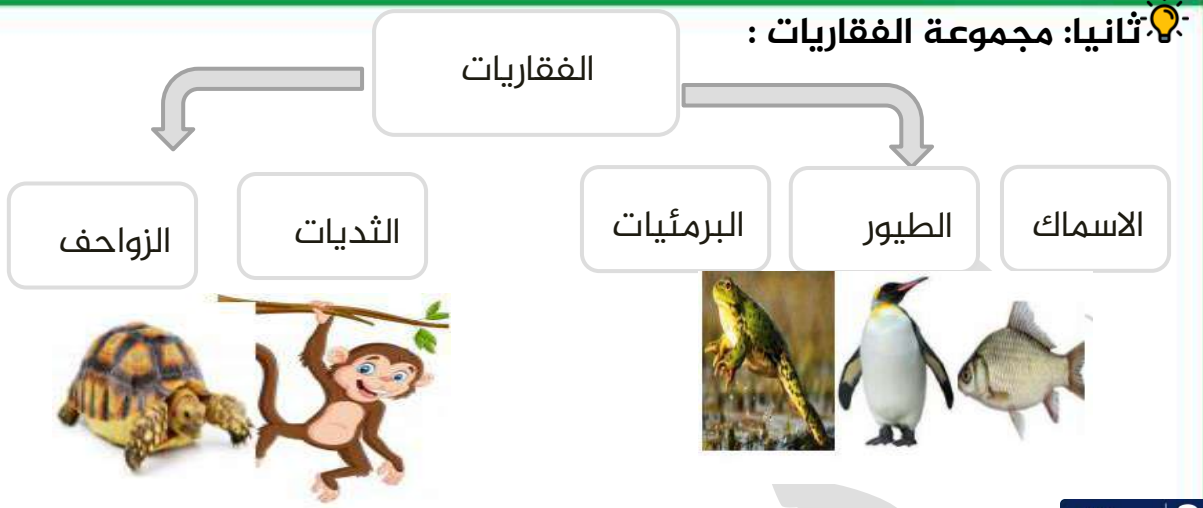 ثانيا: مجموعة الفقاريات :
الفقاريات
الاسماك
الطيور
البرمئيات
الثديات
الزواحف